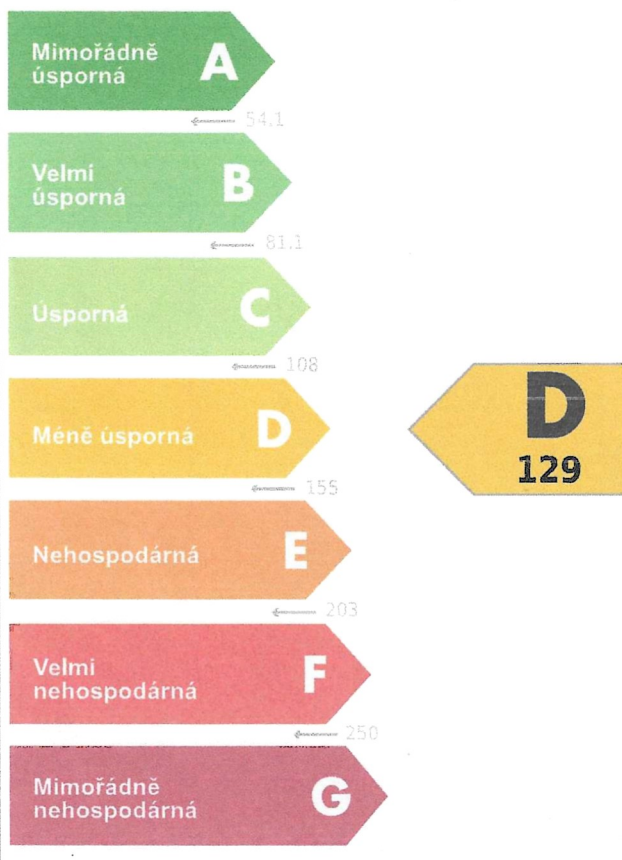 Mimořádně
úsporná
A
54.1
Velmi
úsporná
B
81.1
Úsporná
C
108
Méně úsporná
D
155
D
129
Nehospodárná
E
203
Velmi
nehospodárná
F
250
Mimořádně
nehospodárná
G